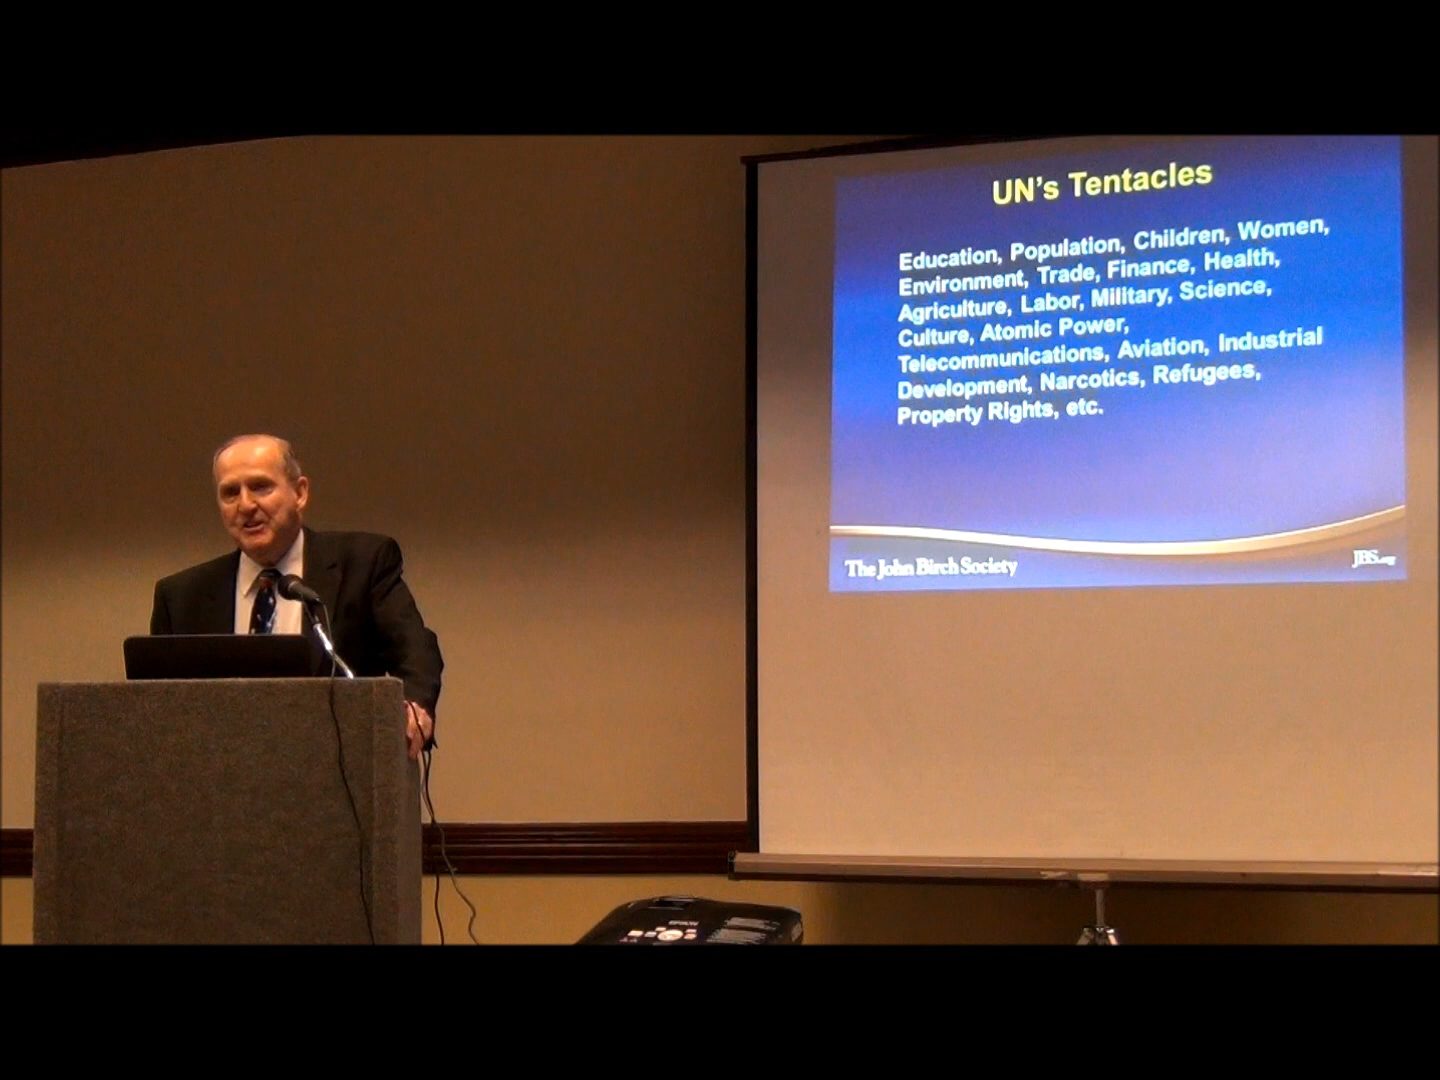 UN's Tentacles
Education, Population, Children, Women,
Environment, Trade, Finance, Health,
Agriculture, Labor, Military, Science,
Culture, Atomic Power,
Telecommunications, Aviation, Industrial
Development, Narcotics, Refugees,
Property Rights, etc.
The John Birch Society
JBS.org